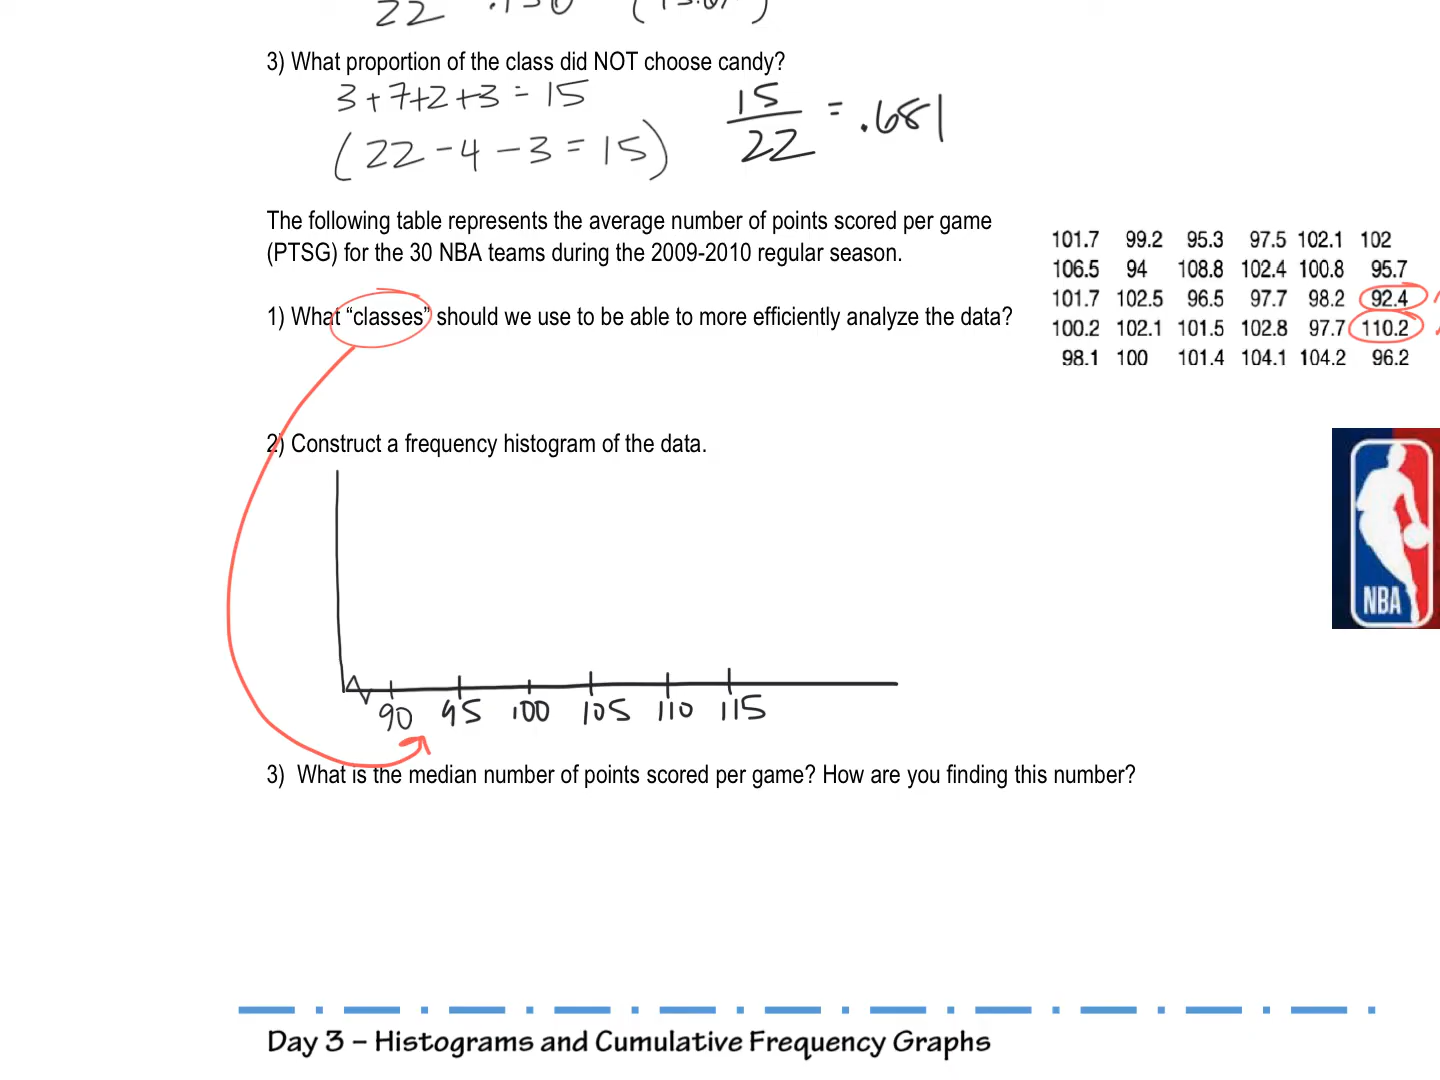 22 .136
3) What proportion of the class did NOT choose candy?
3+7+2+3=15
(22-4-3=15)
15/22 = .681
The following table represents the average number of points scored per game
(PTSG) for the 30 NBA teams during the 2009-2010 regular season.
101.7 99.2 95.3 97.5 102.1 102
106.5 94 108.8 102.4 100.8 95.7
101.7 102.5 96.5 97.7 98.2 92.4
100.2 102.1 101.5 102.8 97.7 110.2
98.1 100 101.4 104.1 104.2 96.2
1) What “classes” should we use to be able to more efficiently analyze the data?
2) Construct a frequency histogram of the data.
NBA
90 95 100 105 110 115
3) What is the median number of points scored per game? How are you finding this number?
Day 3 – Histograms and Cumulative Frequency Graphs